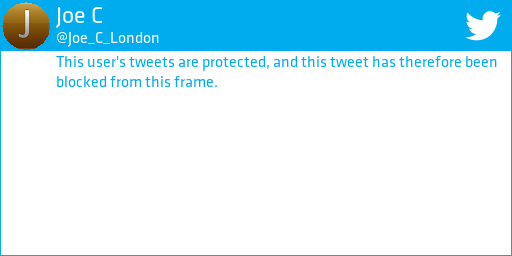 J
Joe C
@Joe_C_London
This user's tweets are protected, and this tweet has therefore been
blocked from this frame.